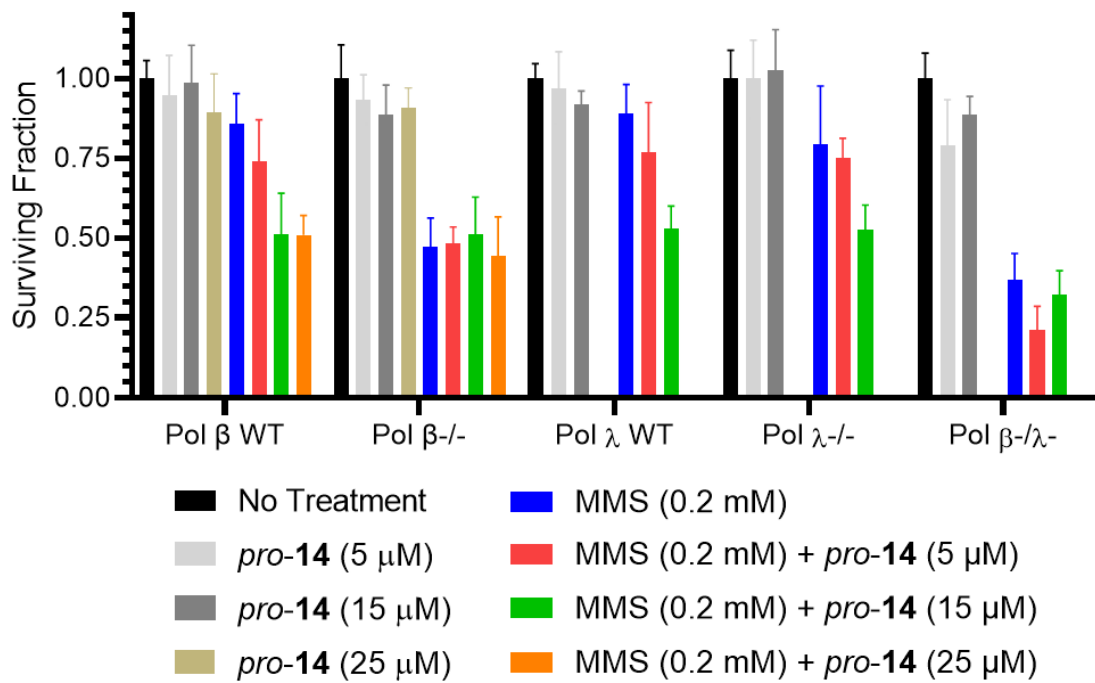 Surviving Fraction
1.00
0.75
0.50
0.25
0.00
Pol β WT
Pol β-/-
Pol λ WT
Pol λ-/-
Pol β-/λ-
No Treatment
pro-14 (5 μM)
pro-14 (15 μM)
pro-14 (25 μM)
MMS (0.2 mM)
MMS (0.2 mM) + pro-14 (5 µM)
MMS (0.2 mM) + pro-14 (15 µM)
MMS (0.2 mM) + pro-14 (25 µM)